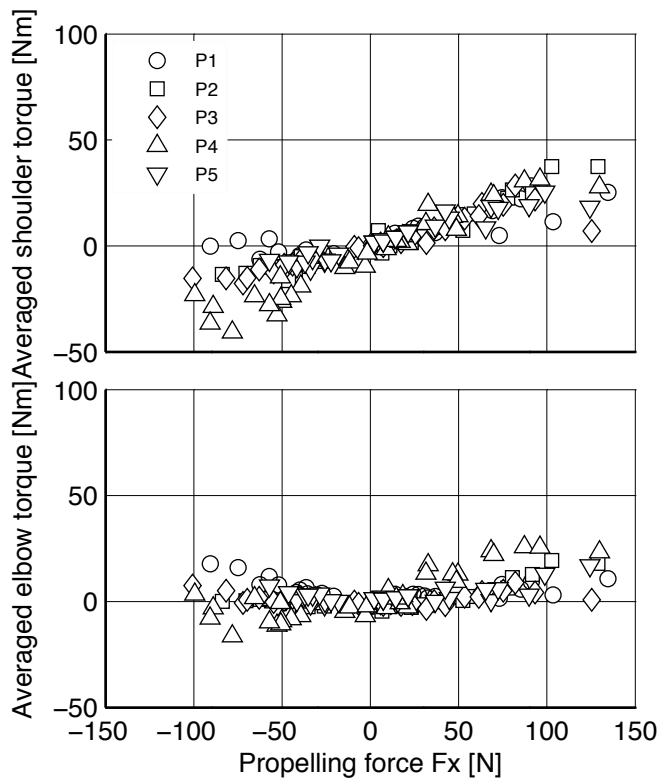 Averaged shoulder torque [Nm]
100
50
0
−50
P1
P2
P3
P4
P5
Averaged elbow torque [Nm]
100
50
0
−50
−150 −100 −50 0 50 100 150
Propelling force Fx [N]